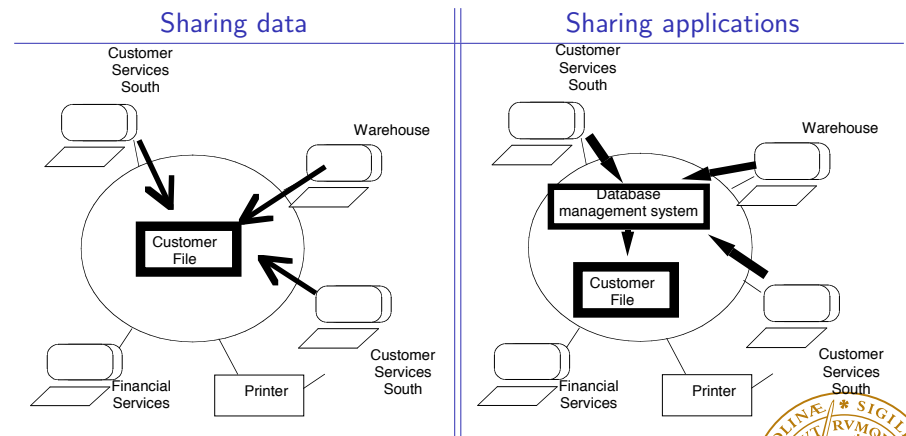 Sharing data
Customer
Services
South
Warehouse
Customer
File
Financial
Services
Printer
Customer
Services
South
Sharing applications
Customer
Services
South
Warehouse
Database
management system
Customer
File
Financial
Services
Printer
Customer
Services
South